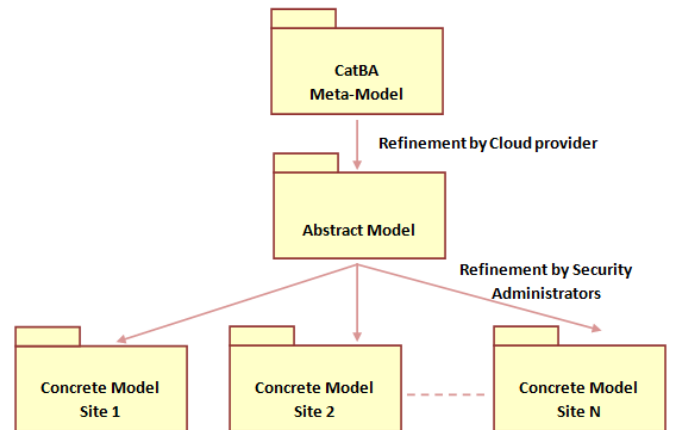 CatBA
Meta-Model
Refinement by Cloud provider
Abstract Model
Refinement by Security
Administrators
Concrete Model
Site 1
Concrete Model
Site 2
Concrete Model
Site N